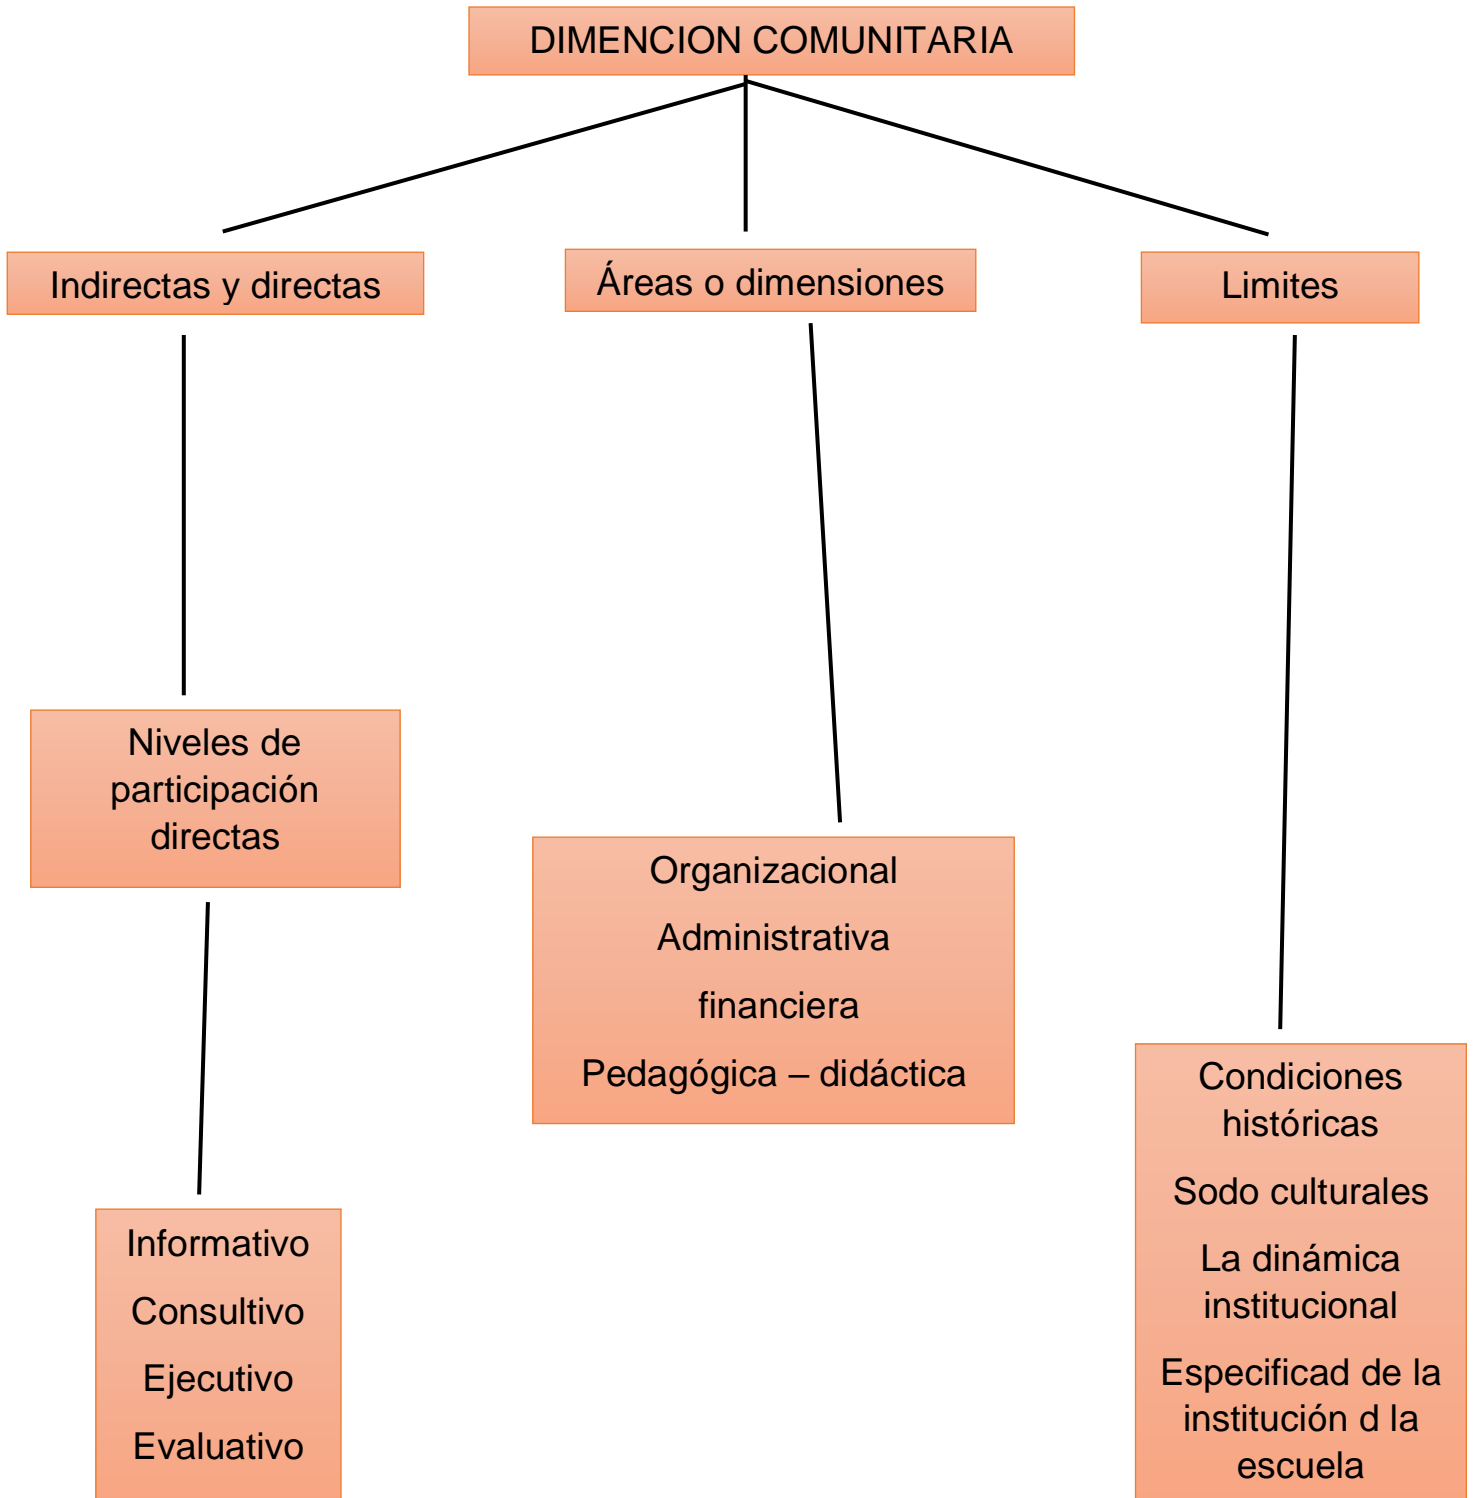 DIMENCION COMUNITARIA
Indirectas y directas
Áreas o dimensiones
Limites
Niveles de
participación
directas
Organizacional
Administrativa
financiera
Pedagógica – didáctica
Condiciones
históricas
Sodo culturales
La dinámica
institucional
Especificad de la
institución d la
escuela
Informativo
Consultivo
Ejecutivo
Evaluativo